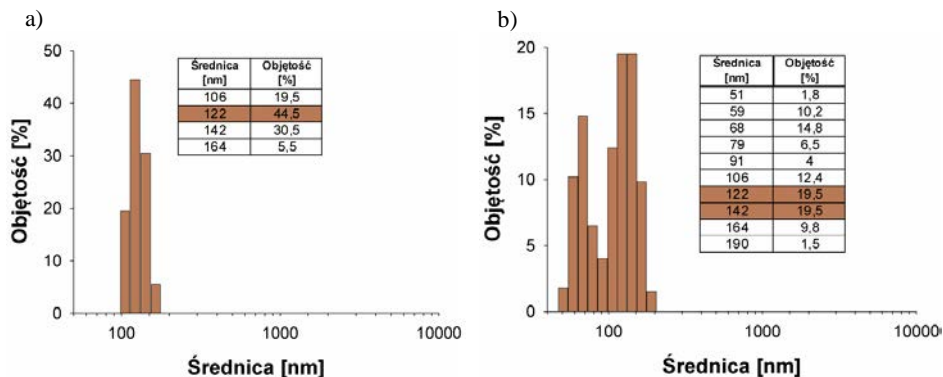 a)
Objętość [%]
50
40
30
20
10
0
100 1000 10000
Średnica [nm]
Średnica [nm] Objętość [%]
106 19,5
122 44,5
142 30,5
164 5,5
b)
Objętość [%]
20
15
10
5
0
100 1000 10000
Średnica [nm]
Średnica [nm] Objętość [%]
51 1,8
59 10,2
68 14,8
79 6,5
91 4
106 12,4
122 19,5
142 19,5
164 9,8
190 1,5